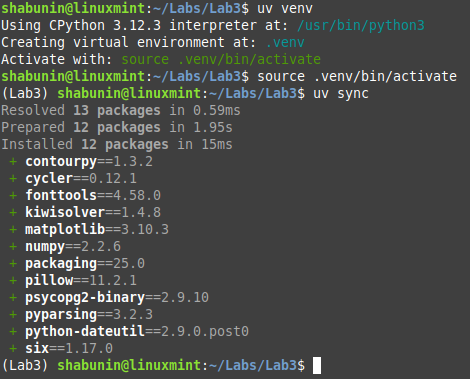 shabunin@linuxmint:~/Labs/Lab3$ uv venv
Using CPython 3.12.3 interpreter at: /usr/bin/python3
Creating virtual environment at: .venv
Activate with: source .venv/bin/activate
shabunin@linuxmint:~/Labs/Lab3$ source .venv/bin/activate
(Lab3) shabunin@linuxmint:~/Labs/Lab3$ uv sync
Resolved 13 packages in 0.59ms
Prepared 12 packages in 1.95s
Installed 12 packages in 15ms
+ contourpy==1.3.2
+ cycler==0.12.1
+ fonttools==4.58.0
+ kiwisolver==1.4.8
+ matplotlib==3.10.3
+ numpy==2.2.6
+ packaging==25.0
+ pillow==11.2.1
+ psycopg2-binary==2.9.10
+ pyparsing==3.2.3
+ python-dateutil==2.9.0.post0
+ six==1.17.0
(Lab3) shabunin@linuxmint:~/Labs/Lab3$